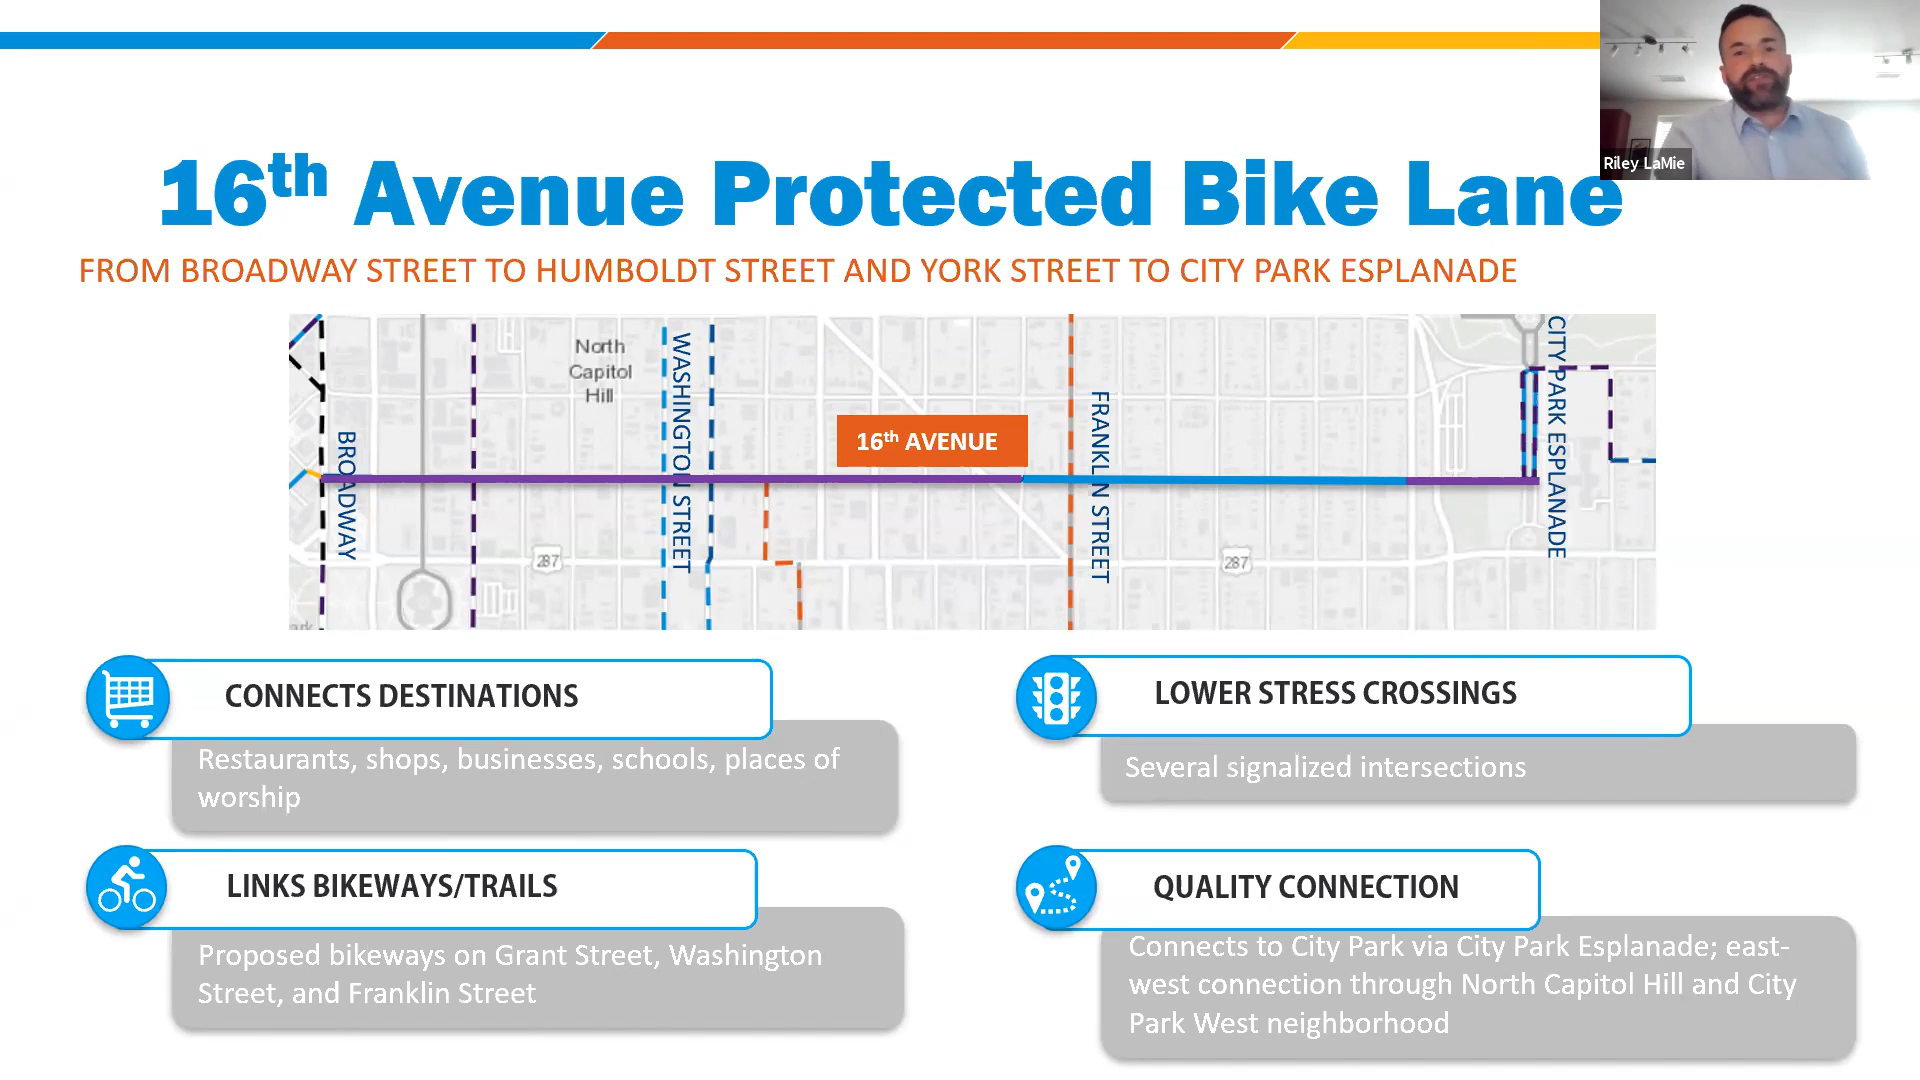 Riley LaMie
16th Avenue Protected Bike Lane
FROM BROADWAY STREET TO HUMBOLDT STREET AND YORK STREET TO CITY PARK ESPLANADE
North
Capitol
Hill
BROADWAY
WASHINGTON STREET
16th AVENUE
FRANKLIN STREET
CITY PARK ESPLANADE
287
287
CONNECTS DESTINATIONS
Restaurants, shops, businesses, schools, places of
worship
LOWER STRESS CROSSINGS
Several signalized intersections
LINKS BIKEWAYS/TRAILS
Proposed bikeways on Grant Street, Washington
Street, and Franklin Street
QUALITY CONNECTION
Connects to City Park via City Park Esplanade; east-
west connection through North Capitol Hill and City
Park West neighborhood